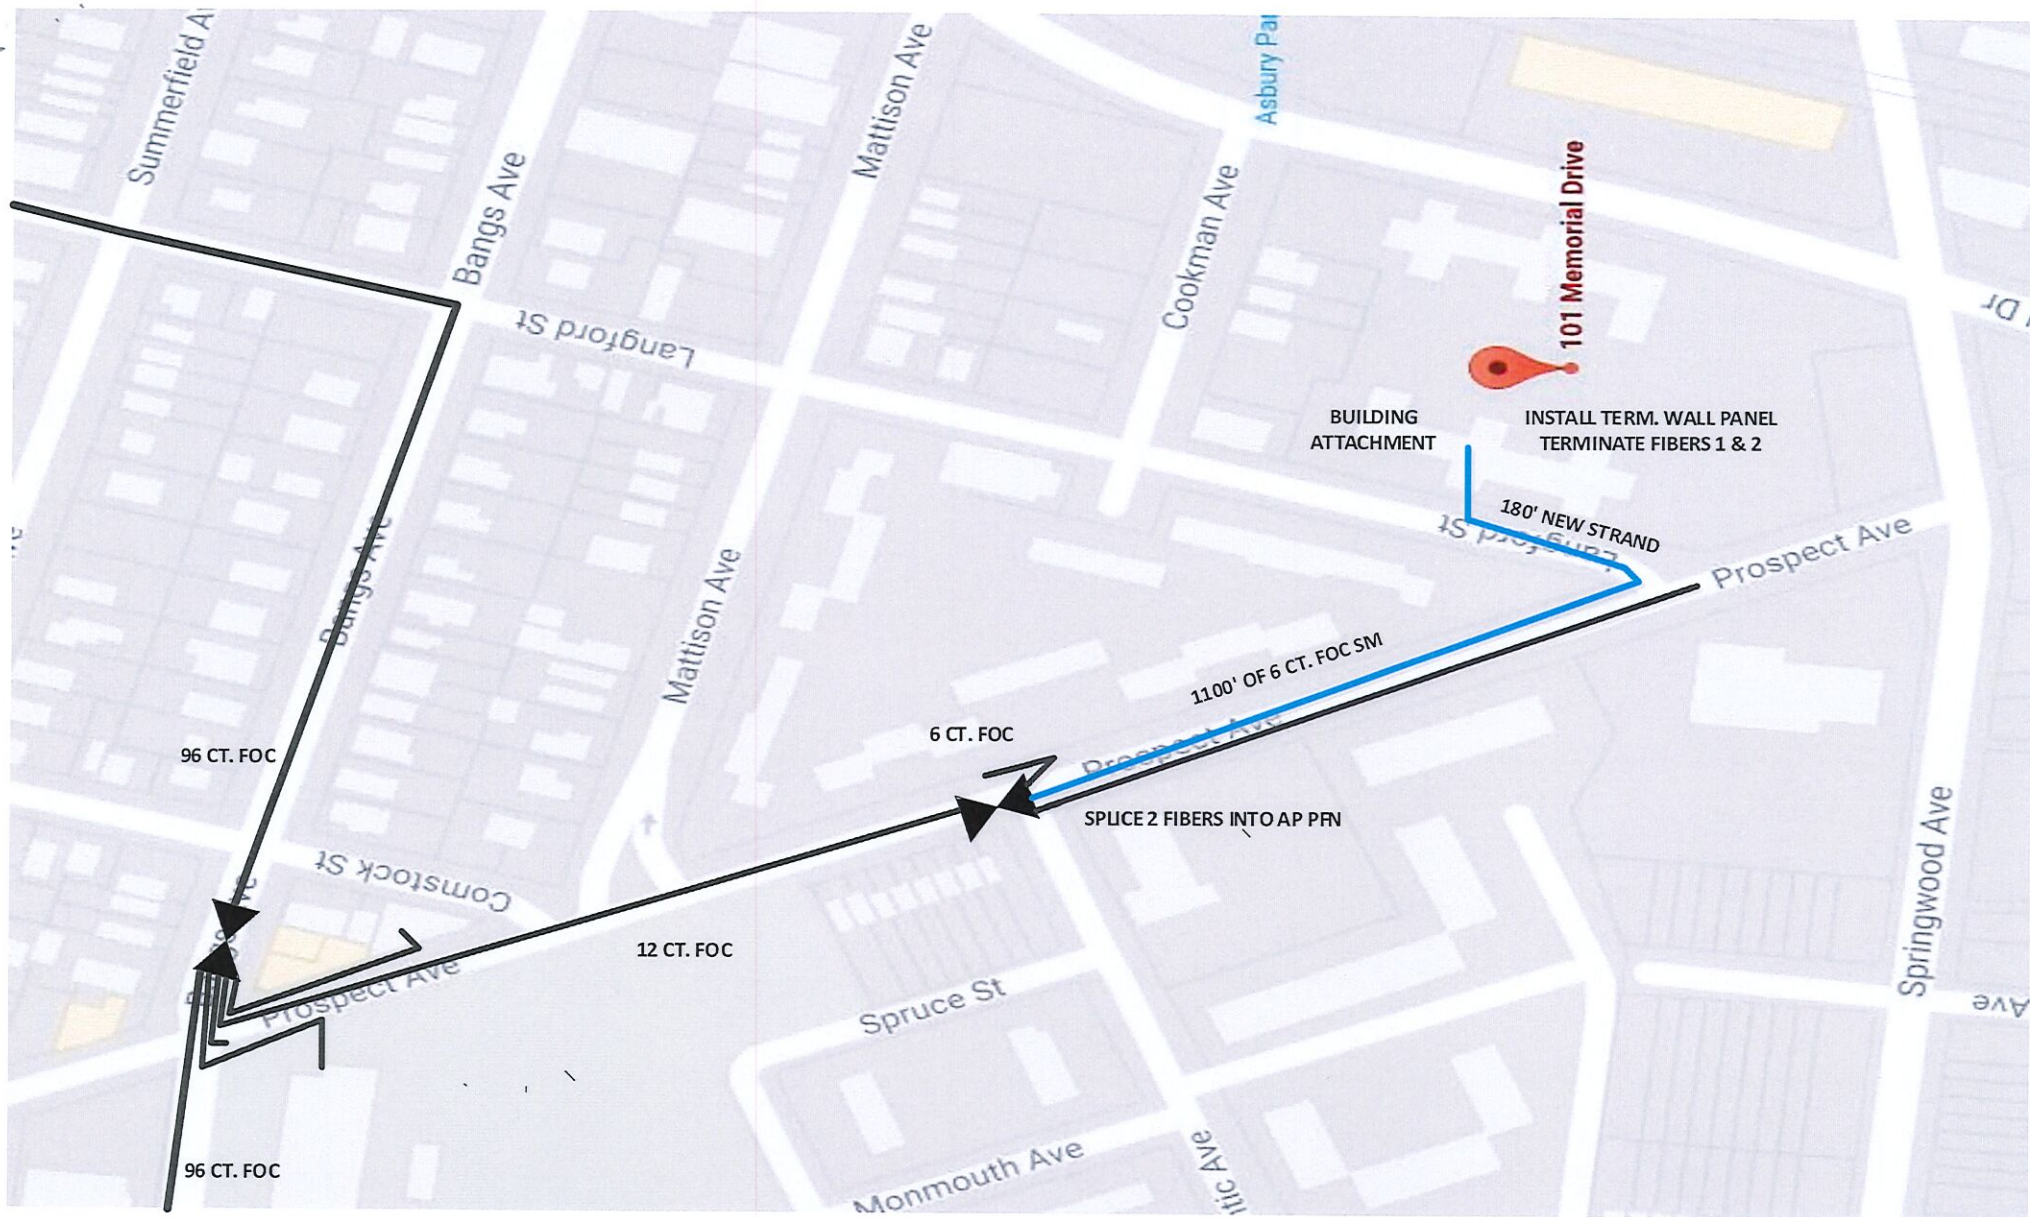 Summerfield A
Bangs Ave
Mattison Ave
Asbury Pa
Cookman Ave
101 Memorial Drive
Dr
Langford St
BUILDING
ATTACHMENT
INSTALL TERM. WALL PANEL
TERMINATE FIBERS 1 & 2
180' NEW STRAND
Langford St
Prospect Ave
Bangs Ave
Mattison Ave
1100' OF 6 CT. FOC SM
6 CT. FOC
Prospect Ave
96 CT. FOC
SPLICE 2 FIBERS INTO AP PFN
Comstock St
12 CT. FOC
Prospect Ave
Springwood Ave
Spruce St
Ave
96 CT. FOC
Monmouth Ave
ltic Ave